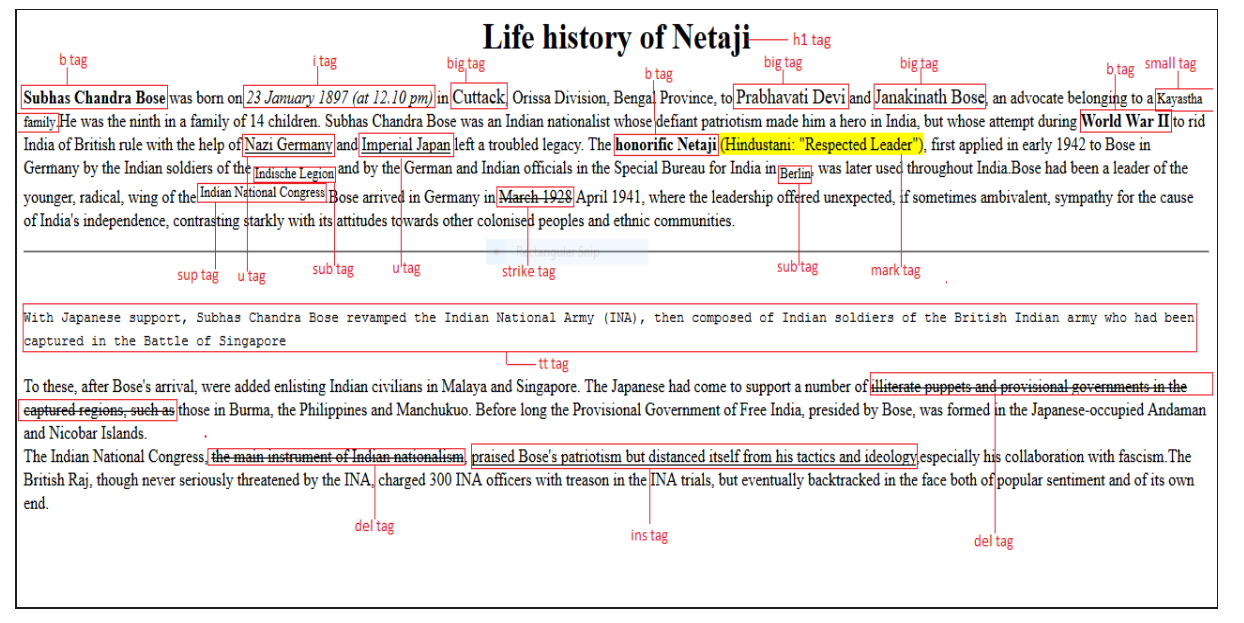 Life history of Netaji h1 tag
b tag i tag big tag b tag big tag big tag b tag small tag
Subhas Chandra Bose was born on 23 January 1897 (at 12.10 pm) in Cuttack, Orissa Division, Bengal Province, to Prabhavati Devi and Janakinath Bose, an advocate belonging to a Kayastha
family.He was the ninth in a family of 14 children. Subhas Chandra Bose was an Indian nationalist whose defiant patriotism made him a hero in India, but whose attempt during World War II to rid
India of British rule with the help of Nazi Germany and Imperial Japan left a troubled legacy. The honorific Netaji (Hindustani: "Respected Leader"), first applied in early 1942 to Bose in
Germany by the Indian soldiers of the Indische Legion and by the German and Indian officials in the Special Bureau for India in Berlin, was later used throughout India.Bose had been a leader of the
younger, radical, wing of the Indian National Congress Bose arrived in Germany in March 1928 April 1941, where the leadership offered unexpected, if sometimes ambivalent, sympathy for the cause
of India's independence, contrasting starkly with its attitudes towards other colonised peoples and ethnic communities.
Rectangular Snip
sup tag u tag sub tag u tag strike tag sub tag mark tag
With Japanese support, Subhas Chandra Bose revamped the Indian National Army (INA), then composed of Indian soldiers of the British Indian army who had been
captured in the Battle of Singapore
tt tag
To these, after Bose's arrival, were added enlisting Indian civilians in Malaya and Singapore. The Japanese had come to support a number of illiterate puppets and provisional governments in the
captured regions, such as those in Burma, the Philippines and Manchukuo. Before long the Provisional Government of Free India, presided by Bose, was formed in the Japanese-occupied Andaman
and Nicobar Islands.
The Indian National Congress, the main instrument of Indian nationalism, praised Bose's patriotism but distanced itself from his tactics and ideology,especially his collaboration with fascism.The
British Raj, though never seriously threatened by the INA, charged 300 INA officers with treason in the INA trials, but eventually backtracked in the face both of popular sentiment and of its own
end.
del tag ins tag del tag